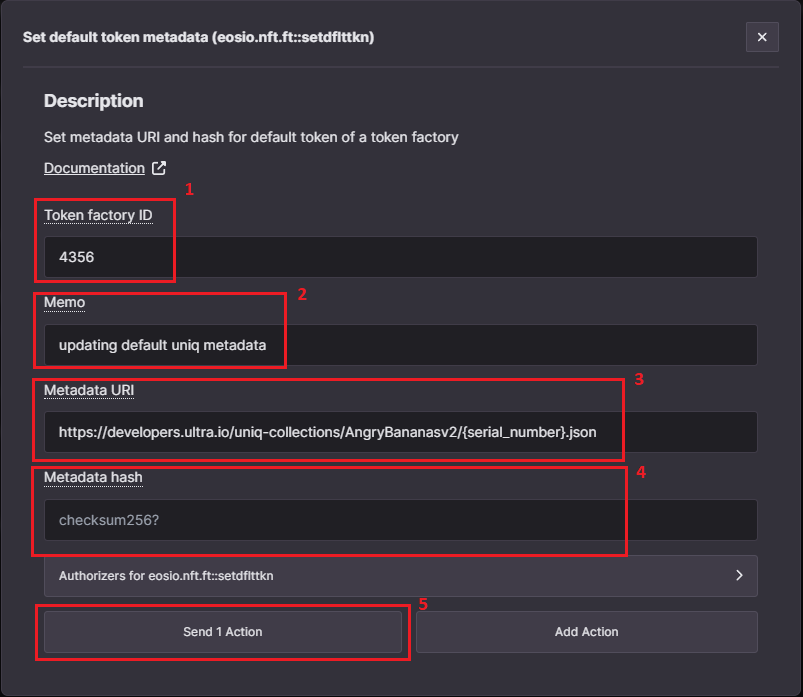 Set default token metadata (eosio.nft.ft::setdflttkn)
Description
Set metadata URI and hash for default token of a token factory
Documentation
1
Token factory ID
4356
2
Memo
updating default uniq metadata
3
Metadata URI
https://developers.ultra.io/uniq-collections/AngryBananasv2/{serial_number}.json
4
Metadata hash
checksum256?
Authorizers for eosio.nft.ft::setdflttkn
5
Send 1 Action
Add Action